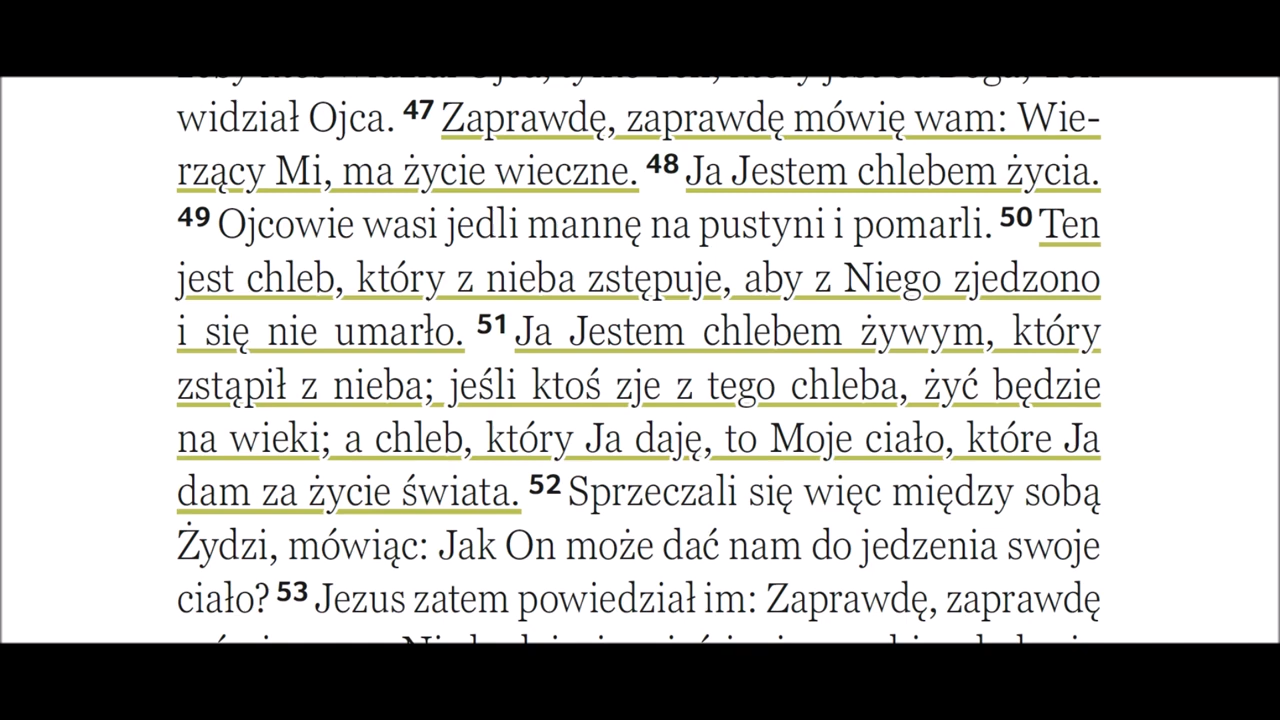 widział Ojca. 47 Zaprawdę, zaprawdę mówię wam: Wie-
rzący Mi, ma życie wieczne. 48 Ja Jestem chlebem życia.
49 Ojcowie wasi jedli mannę na pustyni i pomarli. 50 Ten
jest chleb, który z nieba zstępuje, aby z Niego zjedzono
i się nie umarło. 51 Ja Jestem chlebem żywym, który
zstąpił z nieba; jeśli ktoś zje z tego chleba, żyć będzie
na wieki; a chleb, który Ja daję, to Moje ciało, które Ja
dam za życie świata. 52 Sprzeczali się więc między sobą
Żydzi, mówiąc: Jak On może dać nam do jedzenia swoje
ciało? 53 Jezus zatem powiedział im: Zaprawdę, zaprawdę